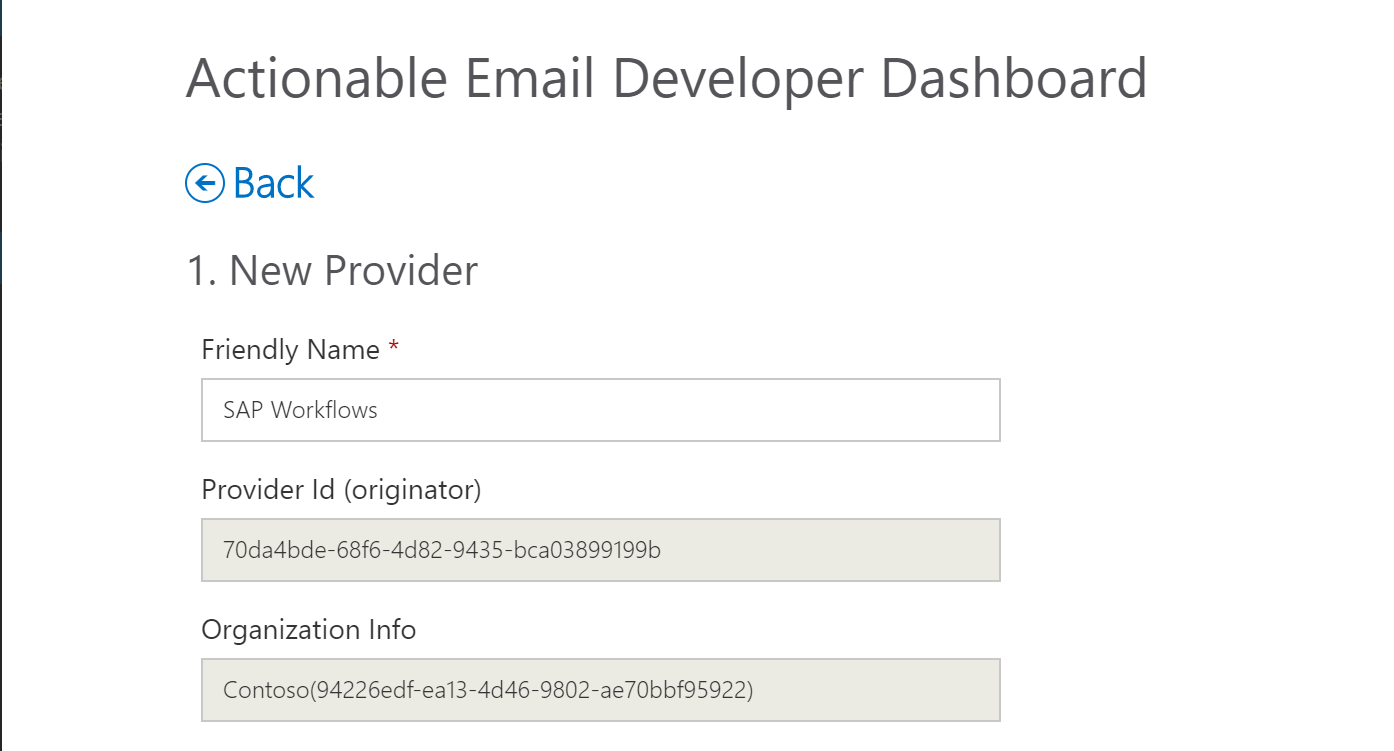 Actionable Email Developer Dashboard
Back
1. New Provider
Friendly Name *
SAP Workflows
Provider Id (originator)
70da4bde-68f6-4d82-9435-bca03899199b
Organization Info
Contoso(94226edf-ea13-4d46-9802-ae70bbf95922)